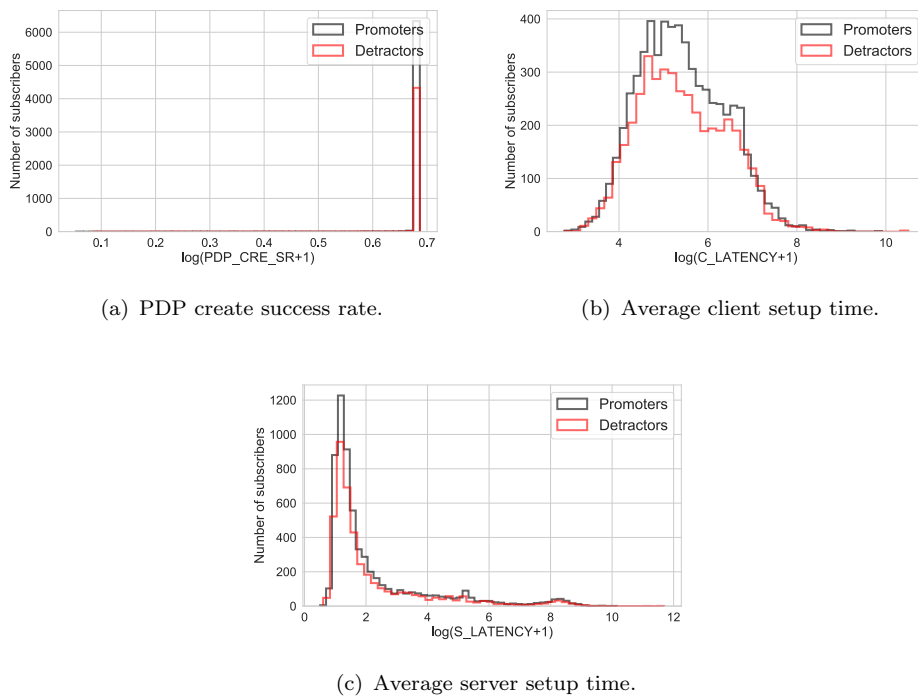 Promoters
Detractors
Number of subscribers
6000
5000
4000
3000
2000
1000
0
0.1 0.2 0.3 0.4 0.5 0.6 0.7
log(PDP_CRE_SR+1)
(a) PDP create success rate.
Promoters
Detractors
Number of subscribers
400
300
200
100
0
4 6 8 10
log(C_LATENCY+1)
(b) Average client setup time.
Promoters
Detractors
Number of subscribers
1200
1000
800
600
400
200
0
0 2 4 6 8 10 12
log(S_LATENCY+1)
(c) Average server setup time.